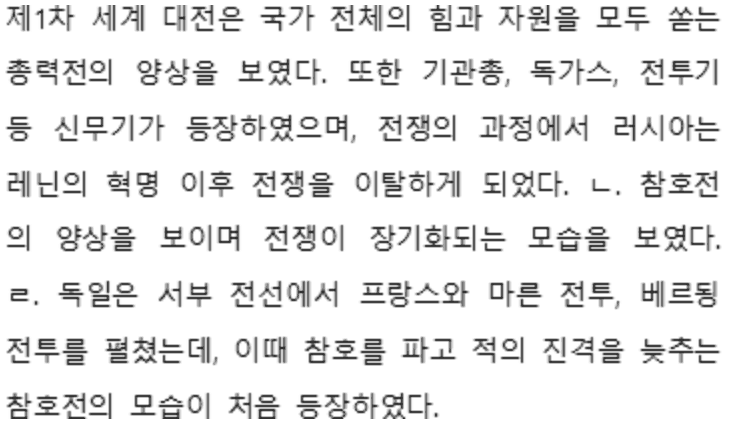 제1차 세계 대전은 국가 전체의 힘과 자원을 모두 쏟는
총력전의 양상을 보였다. 또한 기관총, 독가스, 전투기
등 신무기가 등장하였으며, 전쟁의 과정에서 러시아는
레닌의 혁명 이후 전쟁을 이탈하게 되었다. ㄴ. 참호전
의 양상을 보이며 전쟁이 장기화되는 모습을 보였다.
ㄹ. 독일은 서부 전선에서 프랑스와 마른 전투, 베르됭
전투를 펼쳤는데, 이때 참호를 파고 적의 진격을 늦추는
참호전의 모습이 처음 등장하였다.